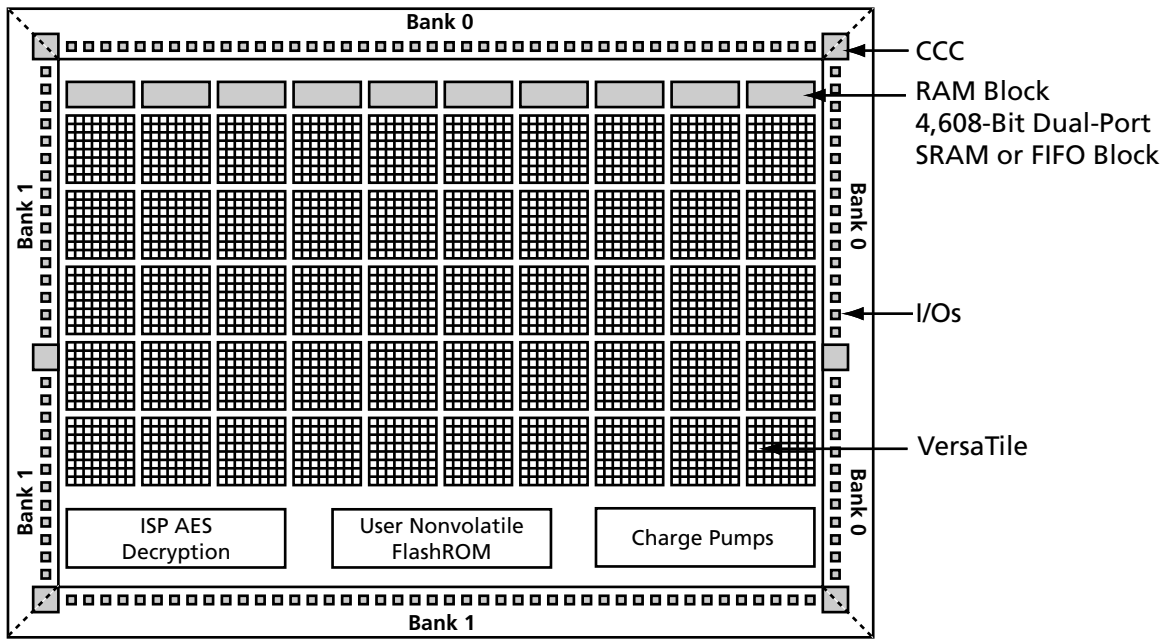 Bank 0
CCC
RAM Block
4,608-Bit Dual-Port
SRAM or FIFO Block
Bank 1
Bank 0
I/Os
VersaTile
Bank 1
Bank 0
ISP AES
Decryption
User Nonvolatile
FlashROM
Charge Pumps
Bank 1